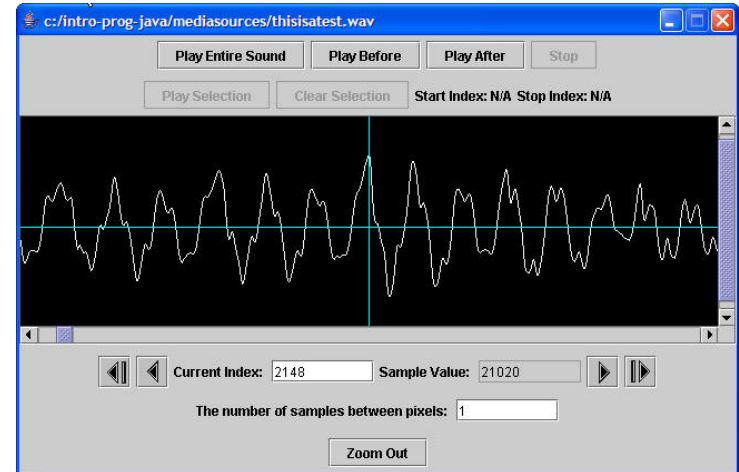 c:/intro-prog-java/mediasources/thisisatest.wav
Play Entire Sound Play Before Play After Stop
Play Selection Clear Selection Start Index: N/A Stop Index: N/A
Current Index: 2148 Sample Value: 21020
The number of samples between pixels: 1
Zoom Out